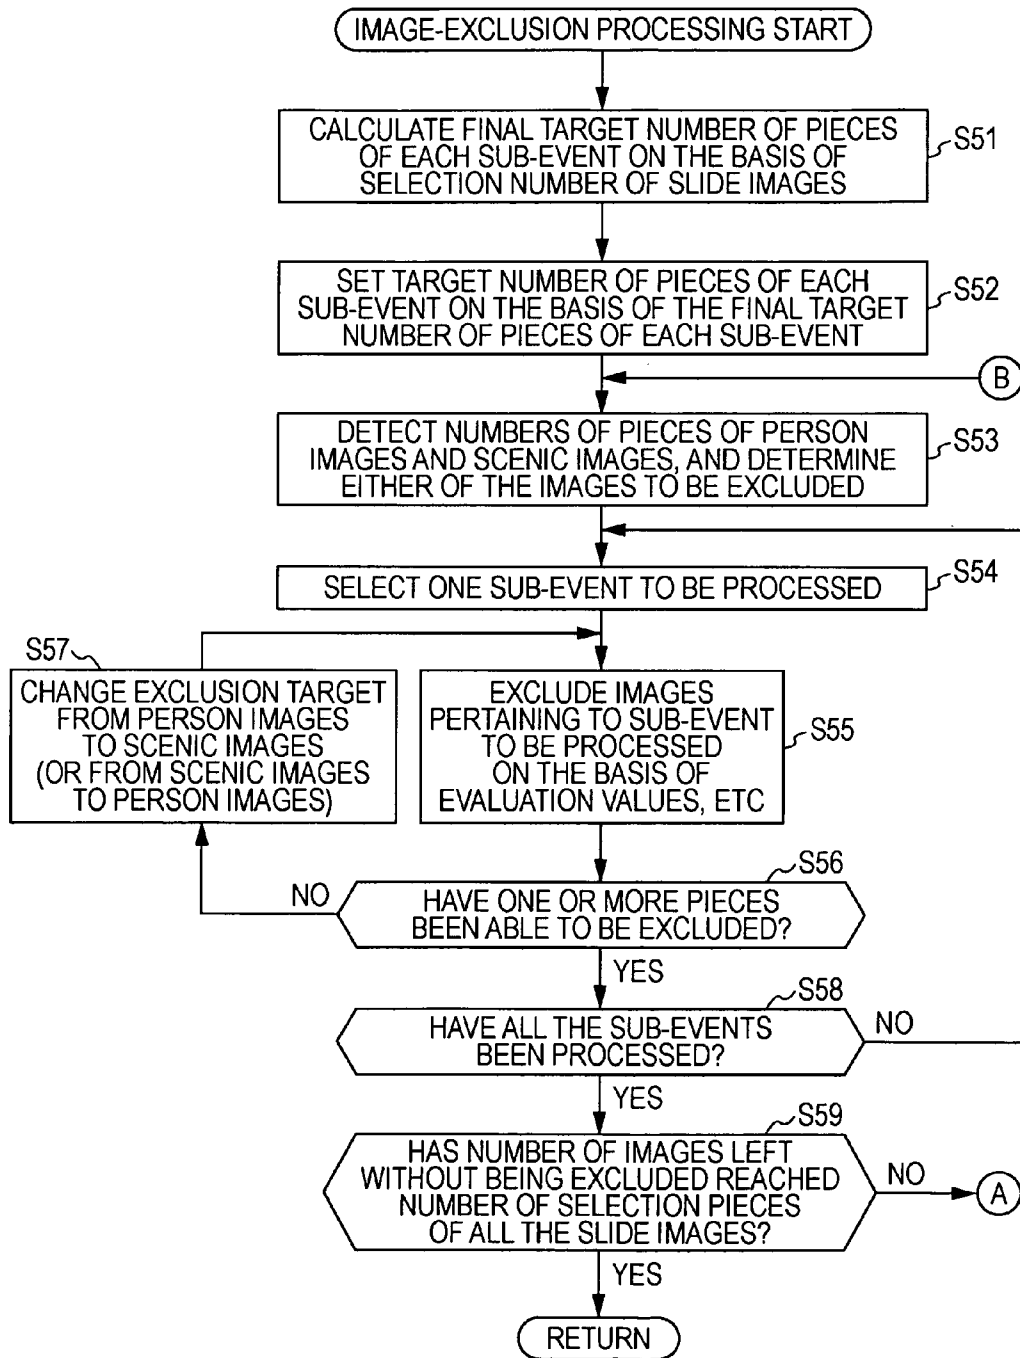 IMAGE-EXCLUSION PROCESSING START
CALCULATE FINAL TARGET NUMBER OF PIECES
OF EACH SUB-EVENT ON THE BASIS OF
SELECTION NUMBER OF SLIDE IMAGES
S51
SET TARGET NUMBER OF PIECES OF EACH
SUB-EVENT ON THE BASIS OF THE FINAL TARGET
NUMBER OF PIECES OF EACH SUB-EVENT
S52
B
DETECT NUMBERS OF PIECES OF PERSON
IMAGES AND SCENIC IMAGES, AND DETERMINE
EITHER OF THE IMAGES TO BE EXCLUDED
S53
SELECT ONE SUB-EVENT TO BE PROCESSED
S54
S57
CHANGE EXCLUSION TARGET
FROM PERSON IMAGES
TO SCENIC IMAGES
(OR FROM SCENIC IMAGES
TO PERSON IMAGES)
EXCLUDE IMAGES
PERTAINING TO SUB-EVENT
TO BE PROCESSED
ON THE BASIS OF
EVALUATION VALUES, ETC
S55
S56
NO
HAVE ONE OR MORE PIECES
BEEN ABLE TO BE EXCLUDED?
YES
S58
HAVE ALL THE SUB-EVENTS
BEEN PROCESSED?
NO
YES
S59
HAS NUMBER OF IMAGES LEFT
WITHOUT BEING EXCLUDED REACHED
NUMBER OF SELECTION PIECES
OF ALL THE SLIDE IMAGES?
NO
A
YES
RETURN